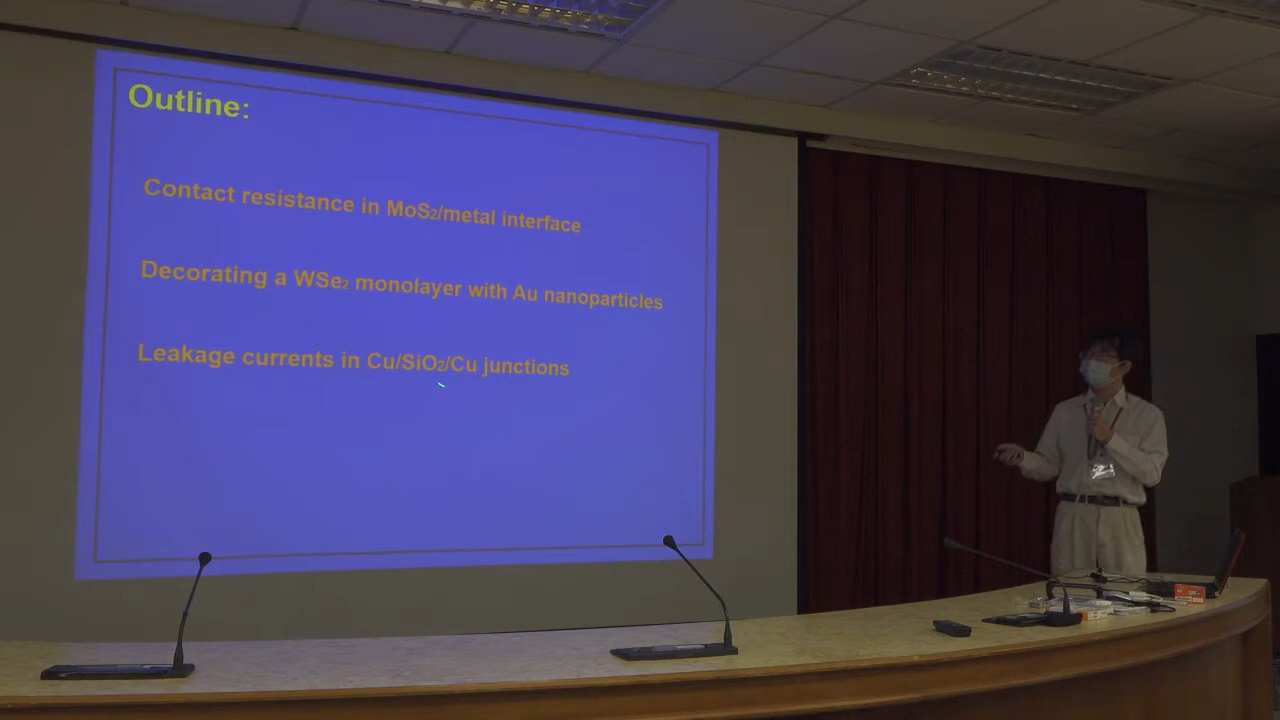 Outline:
Contact resistance in MoS₂/metal interface
Decorating a WSe₂ monolayer with Au nanoparticles
Leakage currents in Cu/SiO₂/Cu junctions